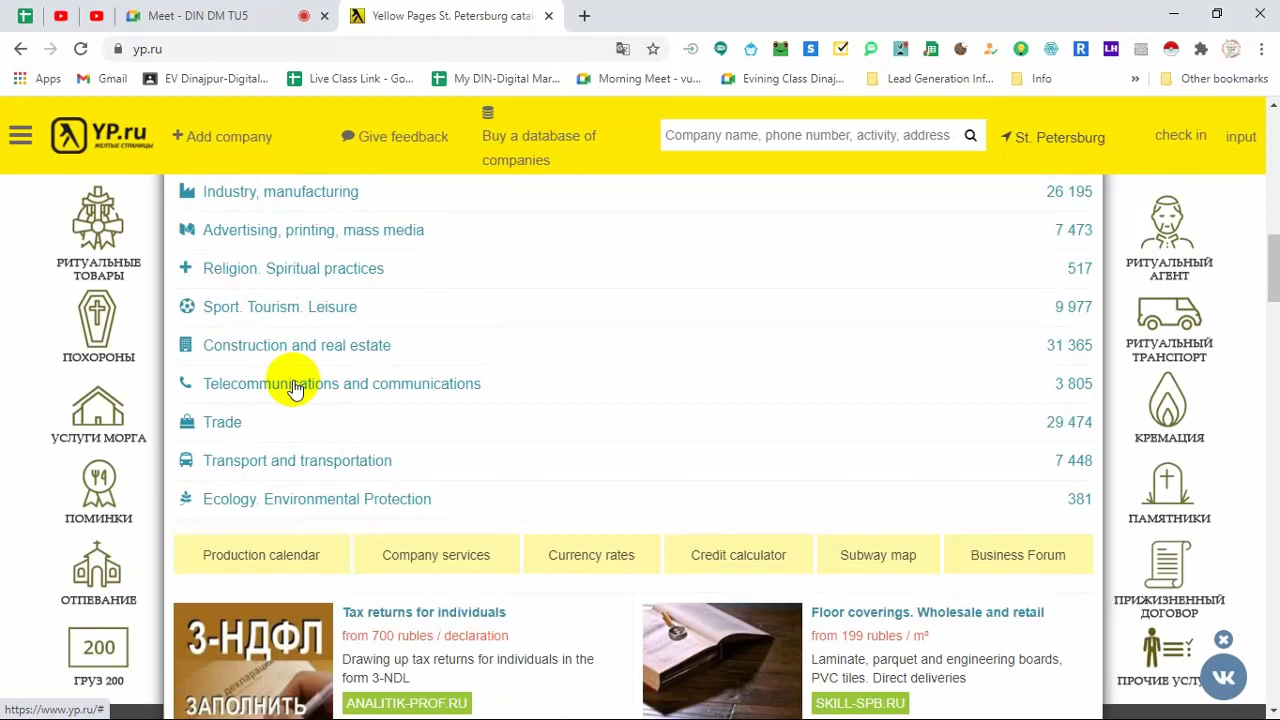 Meet - DIN DM TU5
Yellow Pages St. Petersburg cata
yp.ru
Apps
Gmail
EV Dinajpur-Digital...
Live Class Link - Go...
My DIN-Digital Mar...
Morning Meet - vu...
Evining Class Dinaj...
Lead Generation Inf...
Info
»
Other bookmarks
YP.ru
ЖЕЛТЫЕ СТРАНИЦЫ
Add company
Give feedback
Buy a database of
companies
Company name, phone number, activity, address
St. Petersburg
check in
input
Industry, manufacturing 26 195
Advertising, printing, mass media 7 473
Religion. Spiritual practices 517
Sport. Tourism. Leisure 9 977
Construction and real estate 31 365
Telecommunications and communications 3 805
Trade 29 474
Transport and transportation 7 448
Ecology. Environmental Protection 381
РИТУАЛЬНЫЕ
ТОВАРЫ
ПОХОРОНЫ
УСЛУГИ МОРГА
ПОМИНКИ
ОТПЕВАНИЕ
200
ГРУЗ 200
РИТУАЛЬНЫЙ
АГЕНТ
РИТУАЛЬНЫЙ
ТРАНСПОРТ
КРЕМАЦИЯ
ПАМЯТНИКИ
ПРИЖИЗНЕННЫЙ
ДОГОВОР
ПРОЧИЕ УСЛ
Production calendar
Company services
Currency rates
Credit calculator
Subway map
Business Forum
3-НДФЛ
ЗАПОЛНИТЬ
Tax returns for individuals
from 700 rubles / declaration
Drawing up tax returns for individuals in the
form 3-NDL
ANALITIK-PROF.RU
Floor coverings. Wholesale and retail
from 199 rubles / m²
Laminate, parquet and engineering boards,
PVC tiles. Direct deliveries
SKILL-SPB.RU
https://www.yp.ru/#